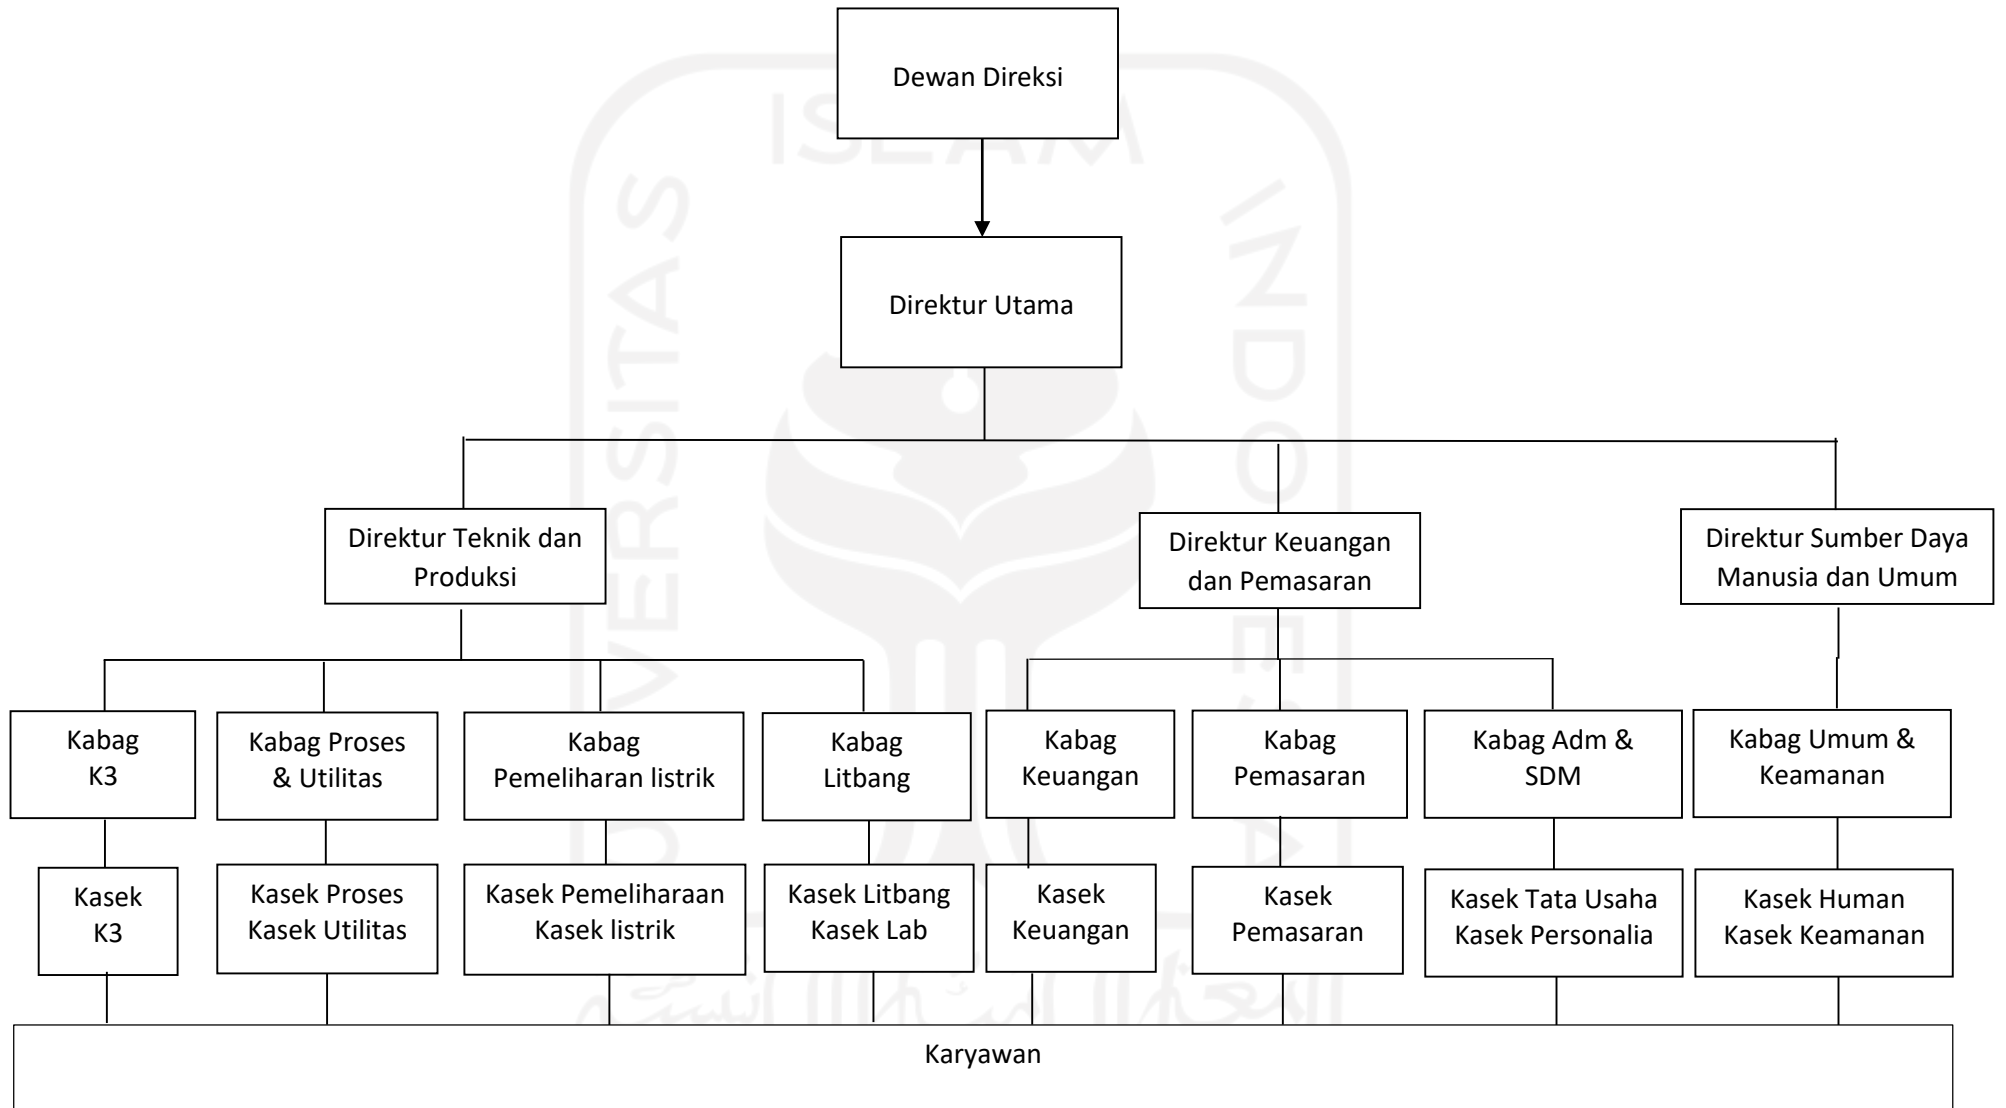 Dewan Direksi
Direktur Utama
Direktur Teknik dan
Produksi
Direktur Keuangan
dan Pemasaran
Direktur Sumber Daya
Manusia dan Umum
Kabag
K3
Kabag Proses
& Utilitas
Kabag
Pemeliharan listrik
Kabag
Litbang
Kabag
Keuangan
Kabag
Pemasaran
Kabag Adm &
SDM
Kabag Umum &
Keamanan
Kasek
K3
Kasek Proses
Kasek Utilitas
Kasek Pemeliharaan
Kasek listrik
Kasek Litbang
Kasek Lab
Kasek
Keuangan
Kasek
Pemasaran
Kasek Tata Usaha
Kasek Personalia
Kasek Human
Kasek Keamanan
Karyawan
UNIVERSITAS
ISLAM
INDONESIA